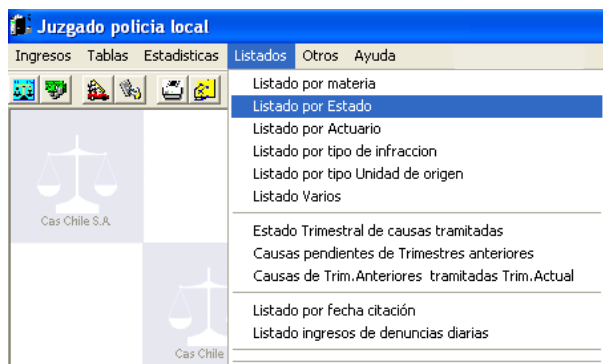 Juzgado policia local
Ingresos Tablas Estadisticas Listados Otros Ayuda
Listado por materia
Listado por Estado
Listado por Actuario
Listado por tipo de infraccion
Listado por tipo Unidad de origen
Listado Varios
Estado Trimestral de causas tramitadas
Causas pendientes de Trimestres anteriores
Causas de Trim.Anteriores tramitadas Trim.Actual
Listado por fecha citación
Listado ingresos de denuncias diarias
Cas Chile S.A.
Cas Chile